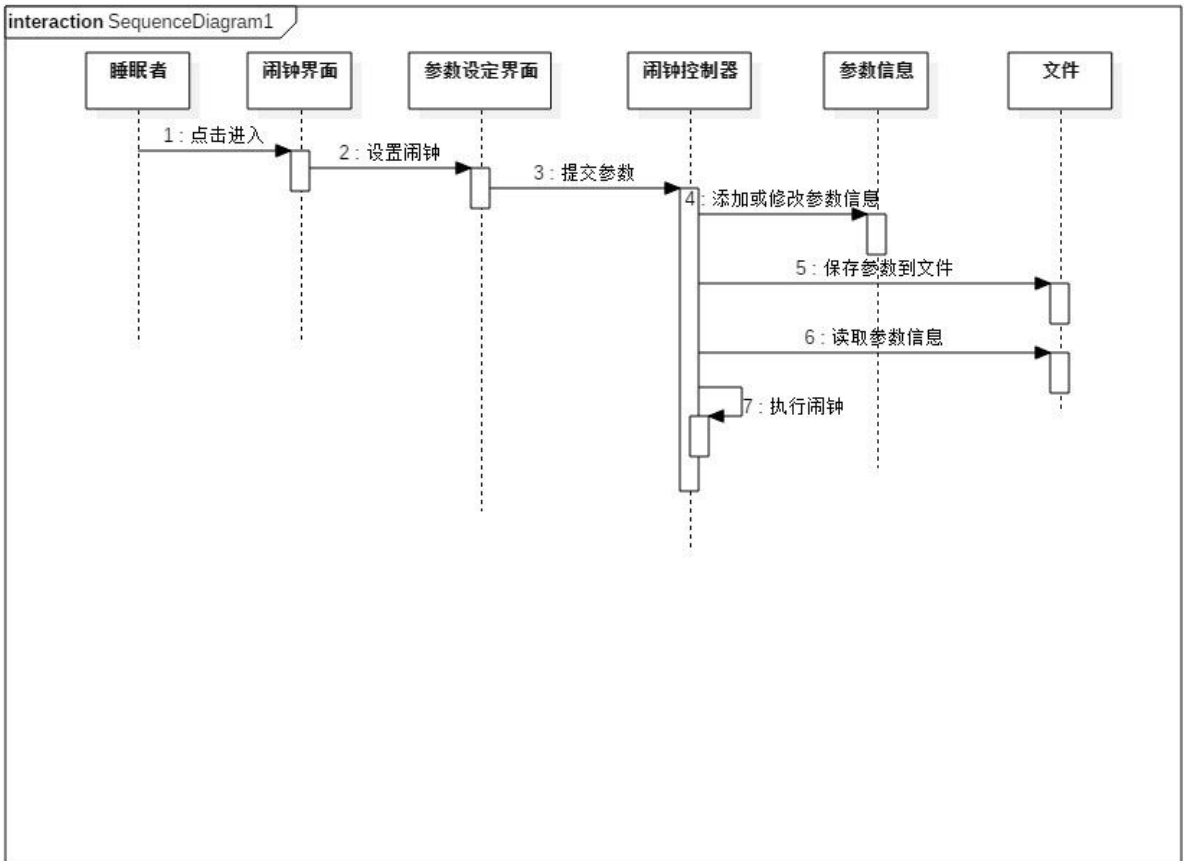 interaction SequenceDiagram1
睡眠者
闹钟界面
参数设定界面
闹钟控制器
参数信息
文件
1 : 点击进入
2 : 设置闹钟
3 : 提交参数
4 : 添加或修改参数信息
5 : 保存参数到文件
6 : 读取参数信息
7 : 执行闹钟